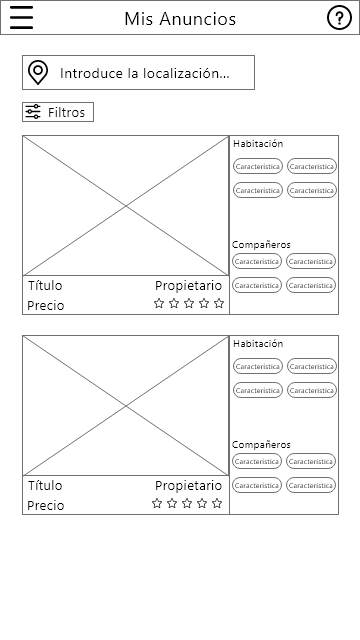 Mis Anuncios
?
Introduce la localización...
Filtros
Habitación
Característica Característica
Característica Característica
Compañeros
Característica Característica
Característica Característica
Título Propietario
Precio
Habitación
Característica Característica
Característica Característica
Compañeros
Característica Característica
Característica Característica
Título Propietario
Precio